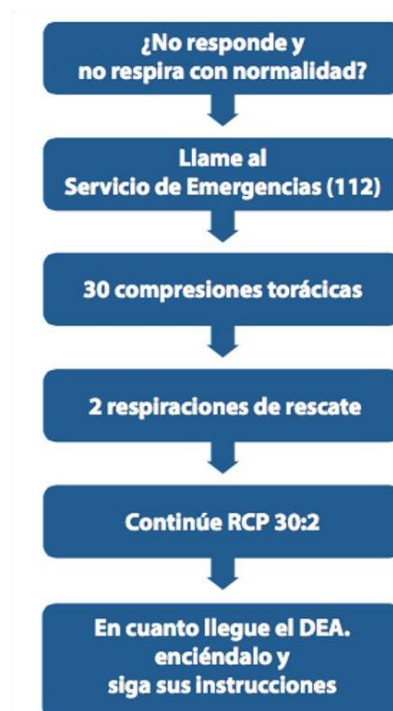 ¿No responde y
no respira con normalidad?
Llame al
Servicio de Emergencias (112)
30 compresiones torácicas
2 respiraciones de rescate
Continúe RCP 30:2
En cuanto llegue el DEA.
enciéndalo y
siga sus instrucciones